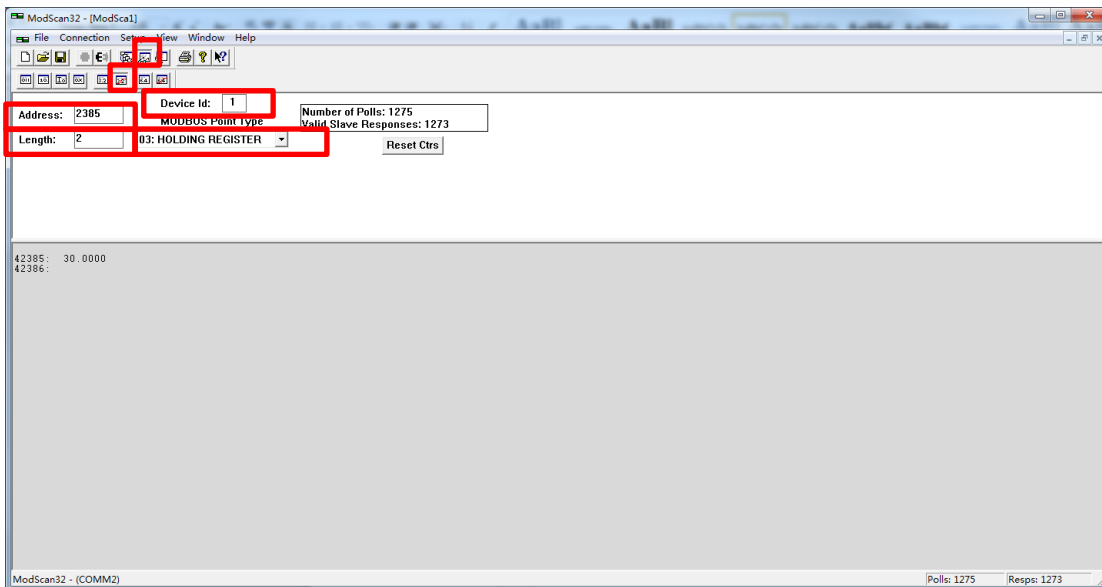 ModScan32 - [ModSca1]
File Connection Setup View Window Help
Address: 2385
Device Id: 1
MODBUS Point Type
Length: 2
03: HOLDING REGISTER
Number of Polls: 1275
Valid Slave Responses: 1273
Reset Ctrs
42385: 30.0000
42386:
ModScan32 - (COMM2)
Polls: 1275
Resps: 1273